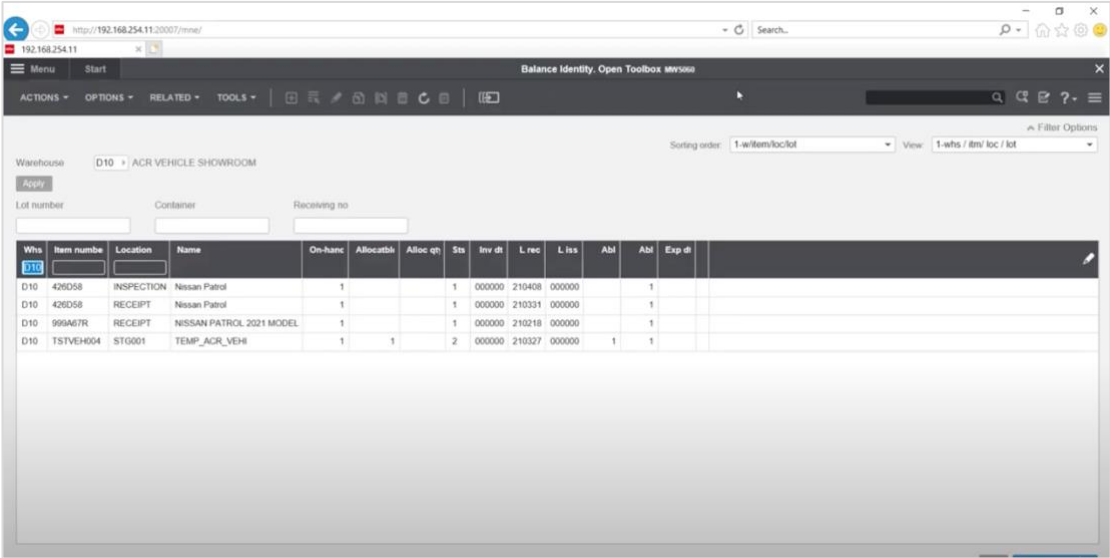 http://192.168.254.11:20007/mne/ Search...
192.168.254.11
Menu Start Balance Identity. Open Toolbox MWS068
ACTIONS OPTIONS RELATED TOOLS ?
Filter Options
Sorting order: 1-w/item/loc/lot View: 1-whs / itm/ loc / lot
Warehouse D10 ACR VEHICLE SHOWROOM
Apply
Lot number Container Receiving no
Whs Item numbe Location Name On-hanc Allocatbl Alloc qt Sts Inv dt L rec L iss Abl Abl Exp dt
D10
D10 426D58 INSPECTION Nissan Patrol 1 1 000000 210408 000000 1
D10 426D58 RECEIPT Nissan Patrol 1 1 000000 210331 000000 1
D10 999A67R RECEIPT NISSAN PATROL 2021 MODEL 1 1 000000 210218 000000 1
D10 TSTVEH004 STG001 TEMP_ACR_VEHI 1 1 2 000000 210327 000000 1 1